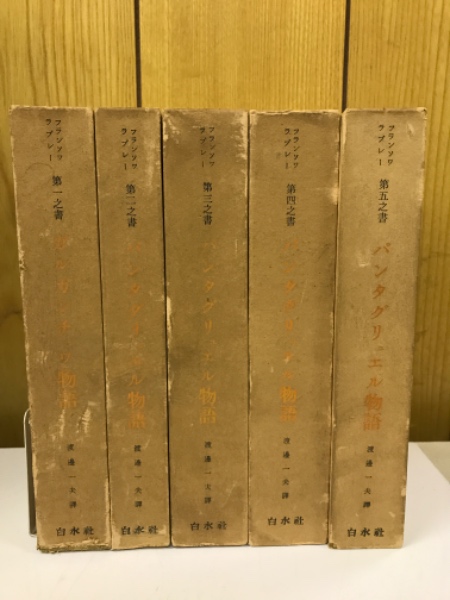 フランソワ
ラブレー
第一之書
物語
渡邊一夫譯
白水社
フランソワ
ラブレー
第二之書
パンタグリュエル物語
渡邊一夫譯
白水社
フランソワ
ラブレー
第三之書
パンタグリュエル物語
渡邊一夫譯
白水社
フランソワ
ラブレー
第四之書
パンタグリュエル物語
渡邊一夫譯
白水社
フランソワ
ラブレー
第五之書
パンタグリュエル物語
渡邊一夫譯
白水社